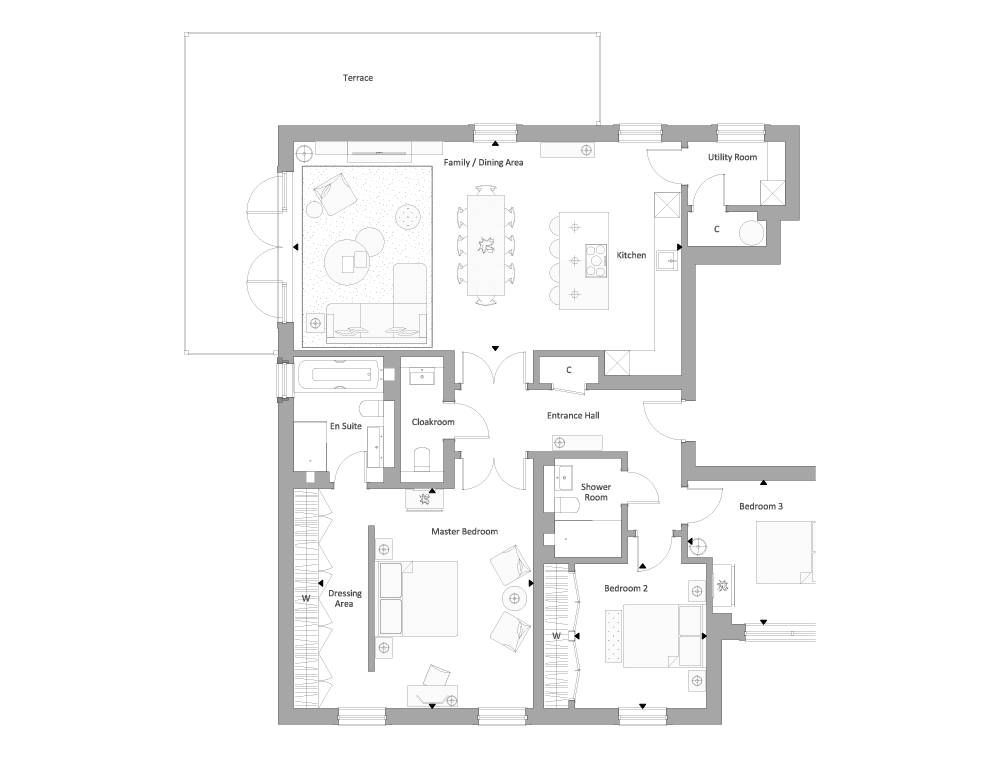 Terrace
Family / Dining Area
Utility Room
C
Kitchen
C
Entrance Hall
Cloakroom
En Suite
Shower
Room
Bedroom 3
Master Bedroom
Bedroom 2
Dressing
Area
W
W